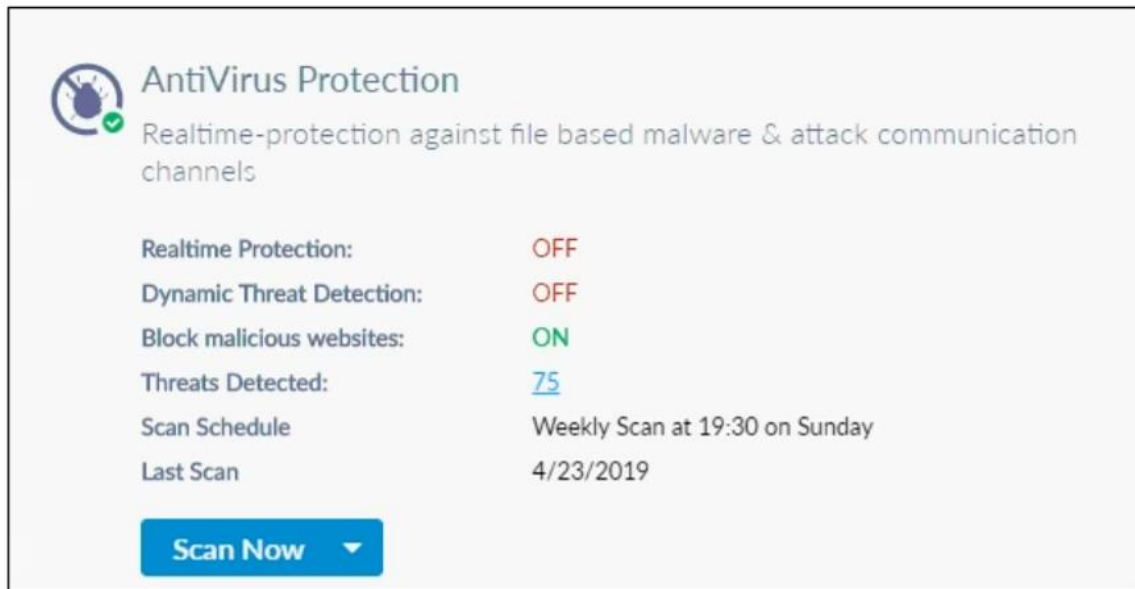 AntiVirus Protection
Realtime-protection against file based malware & attack communication
channels
Realtime Protection: OFF
Dynamic Threat Detection: OFF
Block malicious websites: ON
Threats Detected: 75
Scan Schedule Weekly Scan at 19:30 on Sunday
Last Scan 4/23/2019
Scan Now